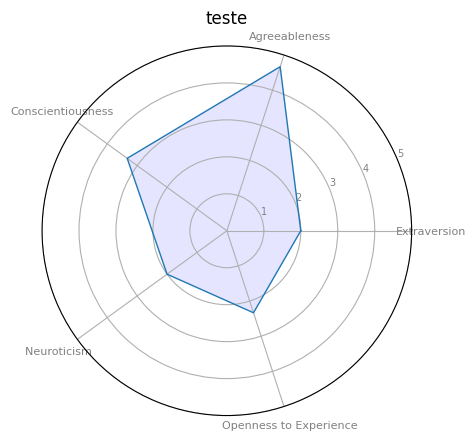 teste
Agreeableness
Conscientiousness
5
4
3
2
1
Extraversion
Neuroticism
Openness to Experience